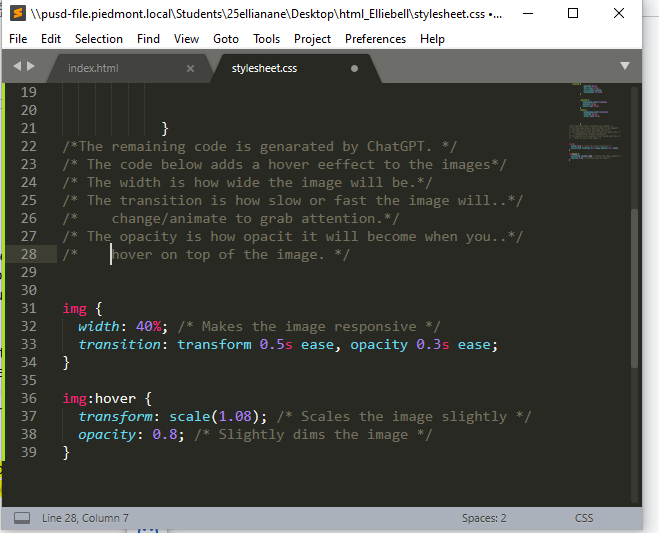 \\pusd-file.piedmont.local\Students\25ellianane\Desktop\html_Elliebell\stylesheet.css •...
File Edit Selection Find View Goto Tools Project Preferences Help
index.html × stylesheet.css
19
20
21 }
22 /*The remaining code is genarated by ChatGPT. */
23 /* The code below adds a hover eeffect to the images*/
24 /* The width is how wide the image will be.*/
25 /* The transition is how slow or fast the image will..*/
26 /* change/animate to grab attention.*/
27 /* The opacity is how opacit it will become when you..*/
28 /* hover on top of the image. */
29
30
31 img {
32 width: 40%; /* Makes the image responsive */
33 transition: transform 0.5s ease, opacity 0.3s ease;
34 }
35
36 img:hover {
37 transform: scale(1.08); /* Scales the image slightly */
38 opacity: 0.8; /* Slightly dims the image */
39 }
Line 28, Column 7 Spaces: 2 CSS